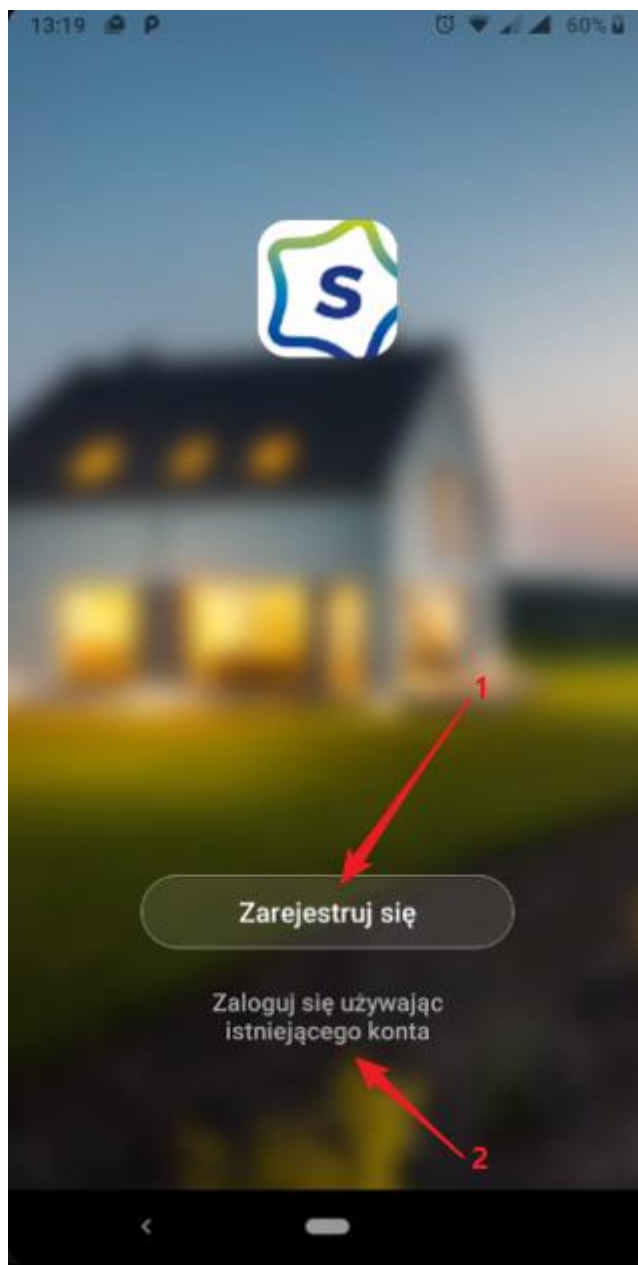 13:19 P 60%
S
1
Zarejestruj się
Zaloguj się używając
istniejącego konta
2